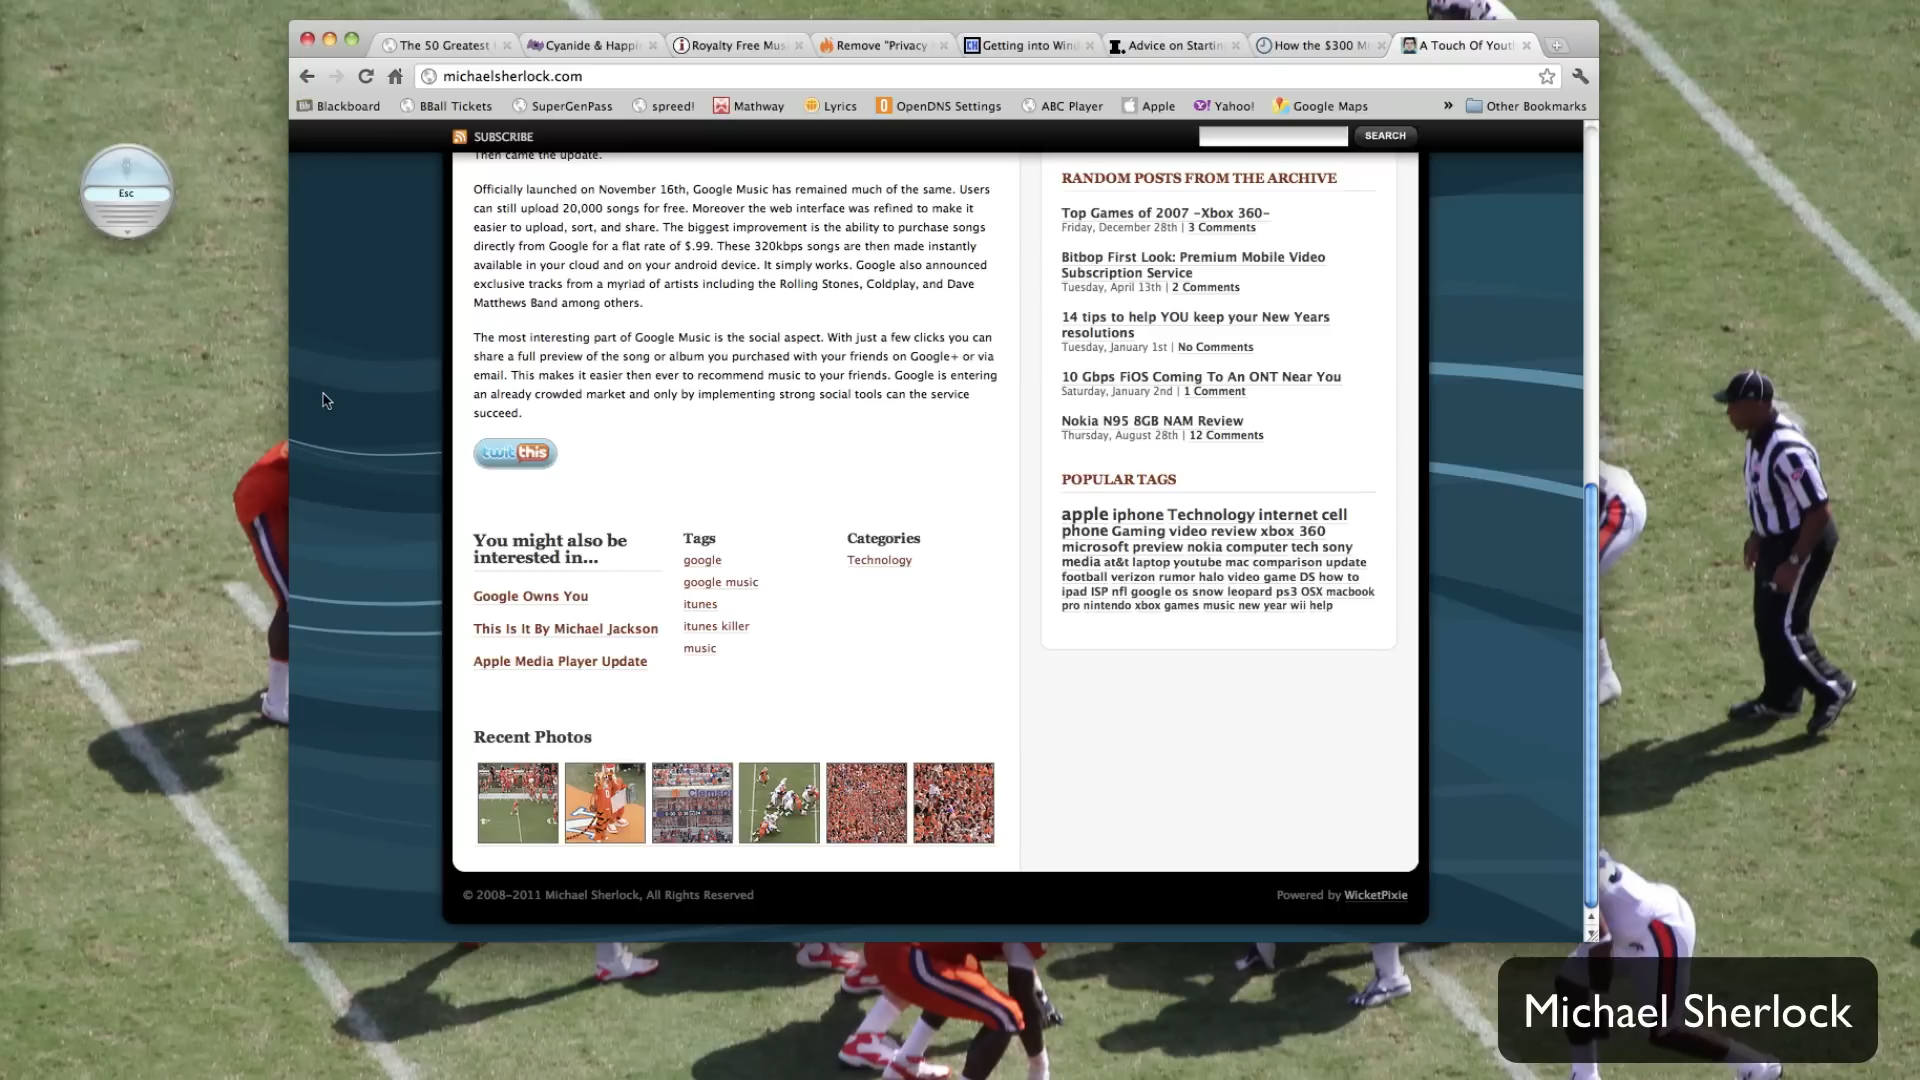 The 50 Greatest
Cyanide & Happi
Royalty Free Mus
Remove "Privacy
Getting into Win
Advice on Startin
How the $300 M
A Touch Of Yout
michaelsherlock.com
Blackboard
BBall Tickets
SuperGenPass
spreed!
Mathway
Lyrics
OpenDNS Settings
ABC Player
Apple
Yahoo!
Google Maps
»
Other Bookmarks
SUBSCRIBE
SEARCH
Esc
Then came the update.
Officially launched on November 16th, Google Music has remained much of the same. Users
can still upload 20,000 songs for free. Moreover the web interface was refined to make it
easier to upload, sort, and share. The biggest improvement is the ability to purchase songs
directly from Google for a flat rate of $.99. These 320kbps songs are then made instantly
available in your cloud and on your android device. It simply works. Google also announced
exclusive tracks from a myriad of artists including the Rolling Stones, Coldplay, and Dave
Matthews Band among others.
The most interesting part of Google Music is the social aspect. With just a few clicks you can
share a full preview of the song or album you purchased with your friends on Google+ or via
email. This makes it easier then ever to recommend music to your friends. Google is entering
an already crowded market and only by implementing strong social tools can the service
succeed.
twit this
You might also be
interested in...
Google Owns You
This Is It By Michael Jackson
Apple Media Player Update
Tags
google
google music
itunes
itunes killer
music
Categories
Technology
Recent Photos
Clemson
RANDOM POSTS FROM THE ARCHIVE
Top Games of 2007 -Xbox 360-
Friday, December 28th | 3 Comments
Bitbop First Look: Premium Mobile Video
Subscription Service
Tuesday, April 13th | 2 Comments
14 tips to help YOU keep your New Years
resolutions
Tuesday, January 1st | No Comments
10 Gbps FiOS Coming To An ONT Near You
Saturday, January 2nd | 1 Comment
Nokia N95 8GB NAM Review
Thursday, August 28th | 12 Comments
POPULAR TAGS
apple iphone Technology internet cell
phone Gaming video review xbox 360
microsoft preview nokia computer tech sony
media at&t laptop youtube mac comparison update
football verizon rumor halo video game DS how to
ipad ISP nfl google os snow leopard ps3 OSX macbook
pro nintendo xbox games music new year wii help
© 2008-2011 Michael Sherlock, All Rights Reserved
Powered by WicketPixie
Michael Sherlock